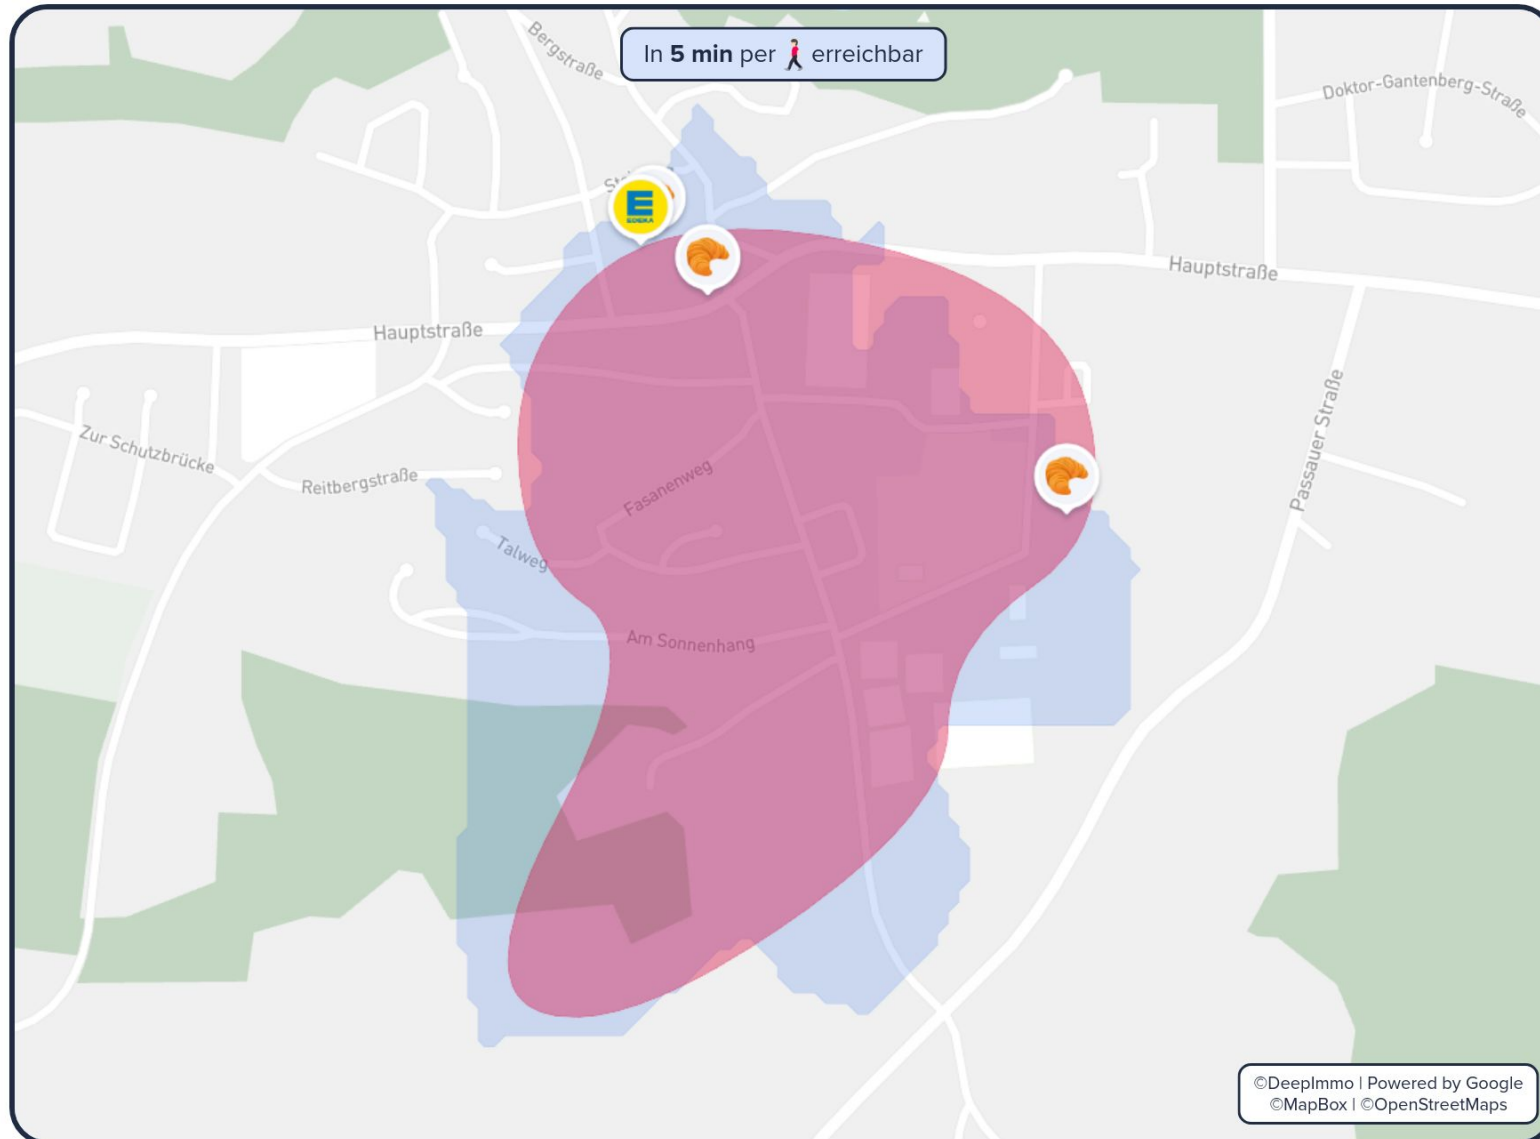 Bergstraße
In 5 min per erreichbar
Doktor-Gantenberg-Straße
E
EDEKA
Hauptstraße
Hauptstraße
Zur Schutzbrücke
Reitbergstraße
Fasanenweg
Passauer Straße
Talweg
Am Sonnenhang
©DeepImmo | Powered by Google
©MapBox | ©OpenStreetMaps